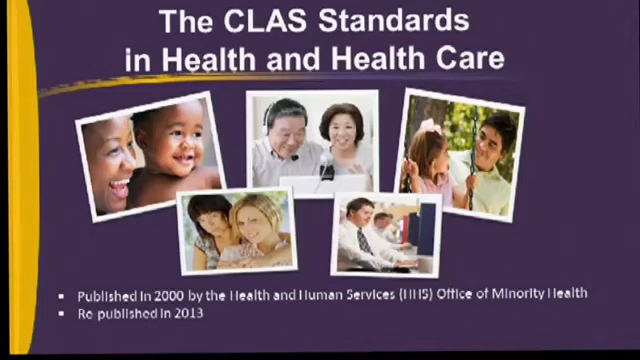 The CLAS Standards
in Health and Health Care
▪ Published in 2000 by the Health and Human Services (HHS) Office of Minority Health
▪ Re-published in 2013